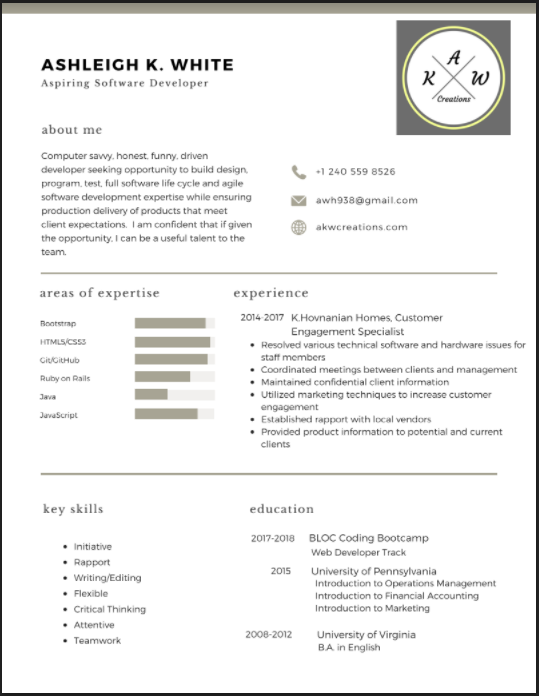 ASHLEIGH K. WHITE
Aspiring Software Developer
A
K W
Creations
about me
Computer savvy, honest, funny, driven
developer seeking opportunity to build design,
program, test, full software life cycle and agile
software development expertise while ensuring
production delivery of products that meet
client expectations. I am confident that if given
the opportunity, I can be a useful talent to the
team.
+1 240 559 8526
awh938@gmail.com
akwcreations.com
areas of expertise
Bootstrap
HTML5/CSS3
Git/GitHub
Ruby on Rails
Java
JavaScript
experience
2014-2017 K.Hovnanian Homes, Customer
Engagement Specialist
• Resolved various technical software and hardware issues for
staff members
• Coordinated meetings between clients and management
• Maintained confidential client information
• Utilized marketing techniques to increase customer
engagement
• Established rapport with local vendors
• Provided product information to potential and current
clients
key skills
• Initiative
• Rapport
• Writing/Editing
• Flexible
• Critical Thinking
• Attentive
• Teamwork
education
2017-2018 BLOC Coding Bootcamp
Web Developer Track
2015 University of Pennsylvania
Introduction to Operations Management
Introduction to Financial Accounting
Introduction to Marketing
2008-2012 University of Virginia
B.A. in English